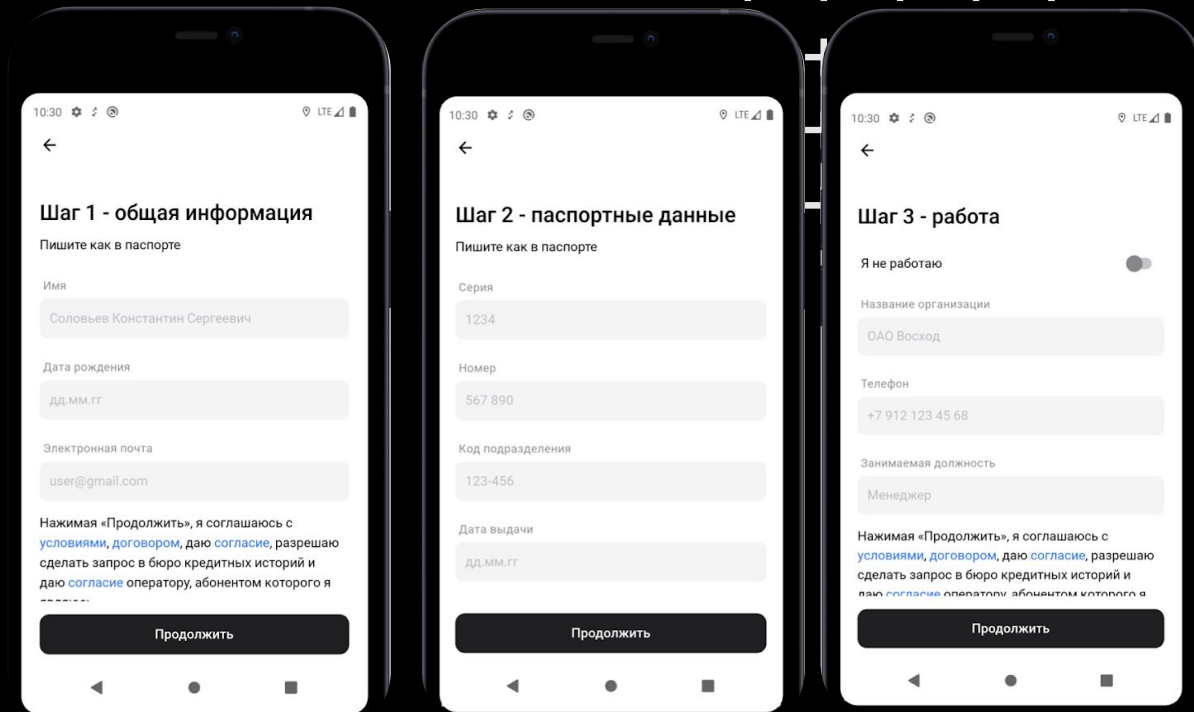 10:30
LTE
Шаг 1 - общая информация
Пишите как в паспорте
Имя
Соловьев Константин Сергеевич
Дата рождения
дд.мм.гг
Электронная почта
user@gmail.com
Нажимая «Продолжить», я соглашаюсь с
условиями, договором, даю согласие, разрешаю
сделать запрос в бюро кредитных историй и
даю согласие оператору, абонентом которого я
Продолжить
10:30
LTE
Шаг 2 - паспортные данные
Пишите как в паспорте
Серия
1234
Номер
567 890
Код подразделения
123-456
Дата выдачи
дд.мм.гг
Продолжить
10:30
LTE
Шаг 3 - работа
Я не работаю
Название организации
ОАО Восход
Телефон
+7 912 123 45 68
Занимаемая должность
Менеджер
Нажимая «Продолжить», я соглашаюсь с
условиями, договором, даю согласие, разрешаю
сделать запрос в бюро кредитных историй и
даю согласие оператору, абонентом которого я
Продолжить